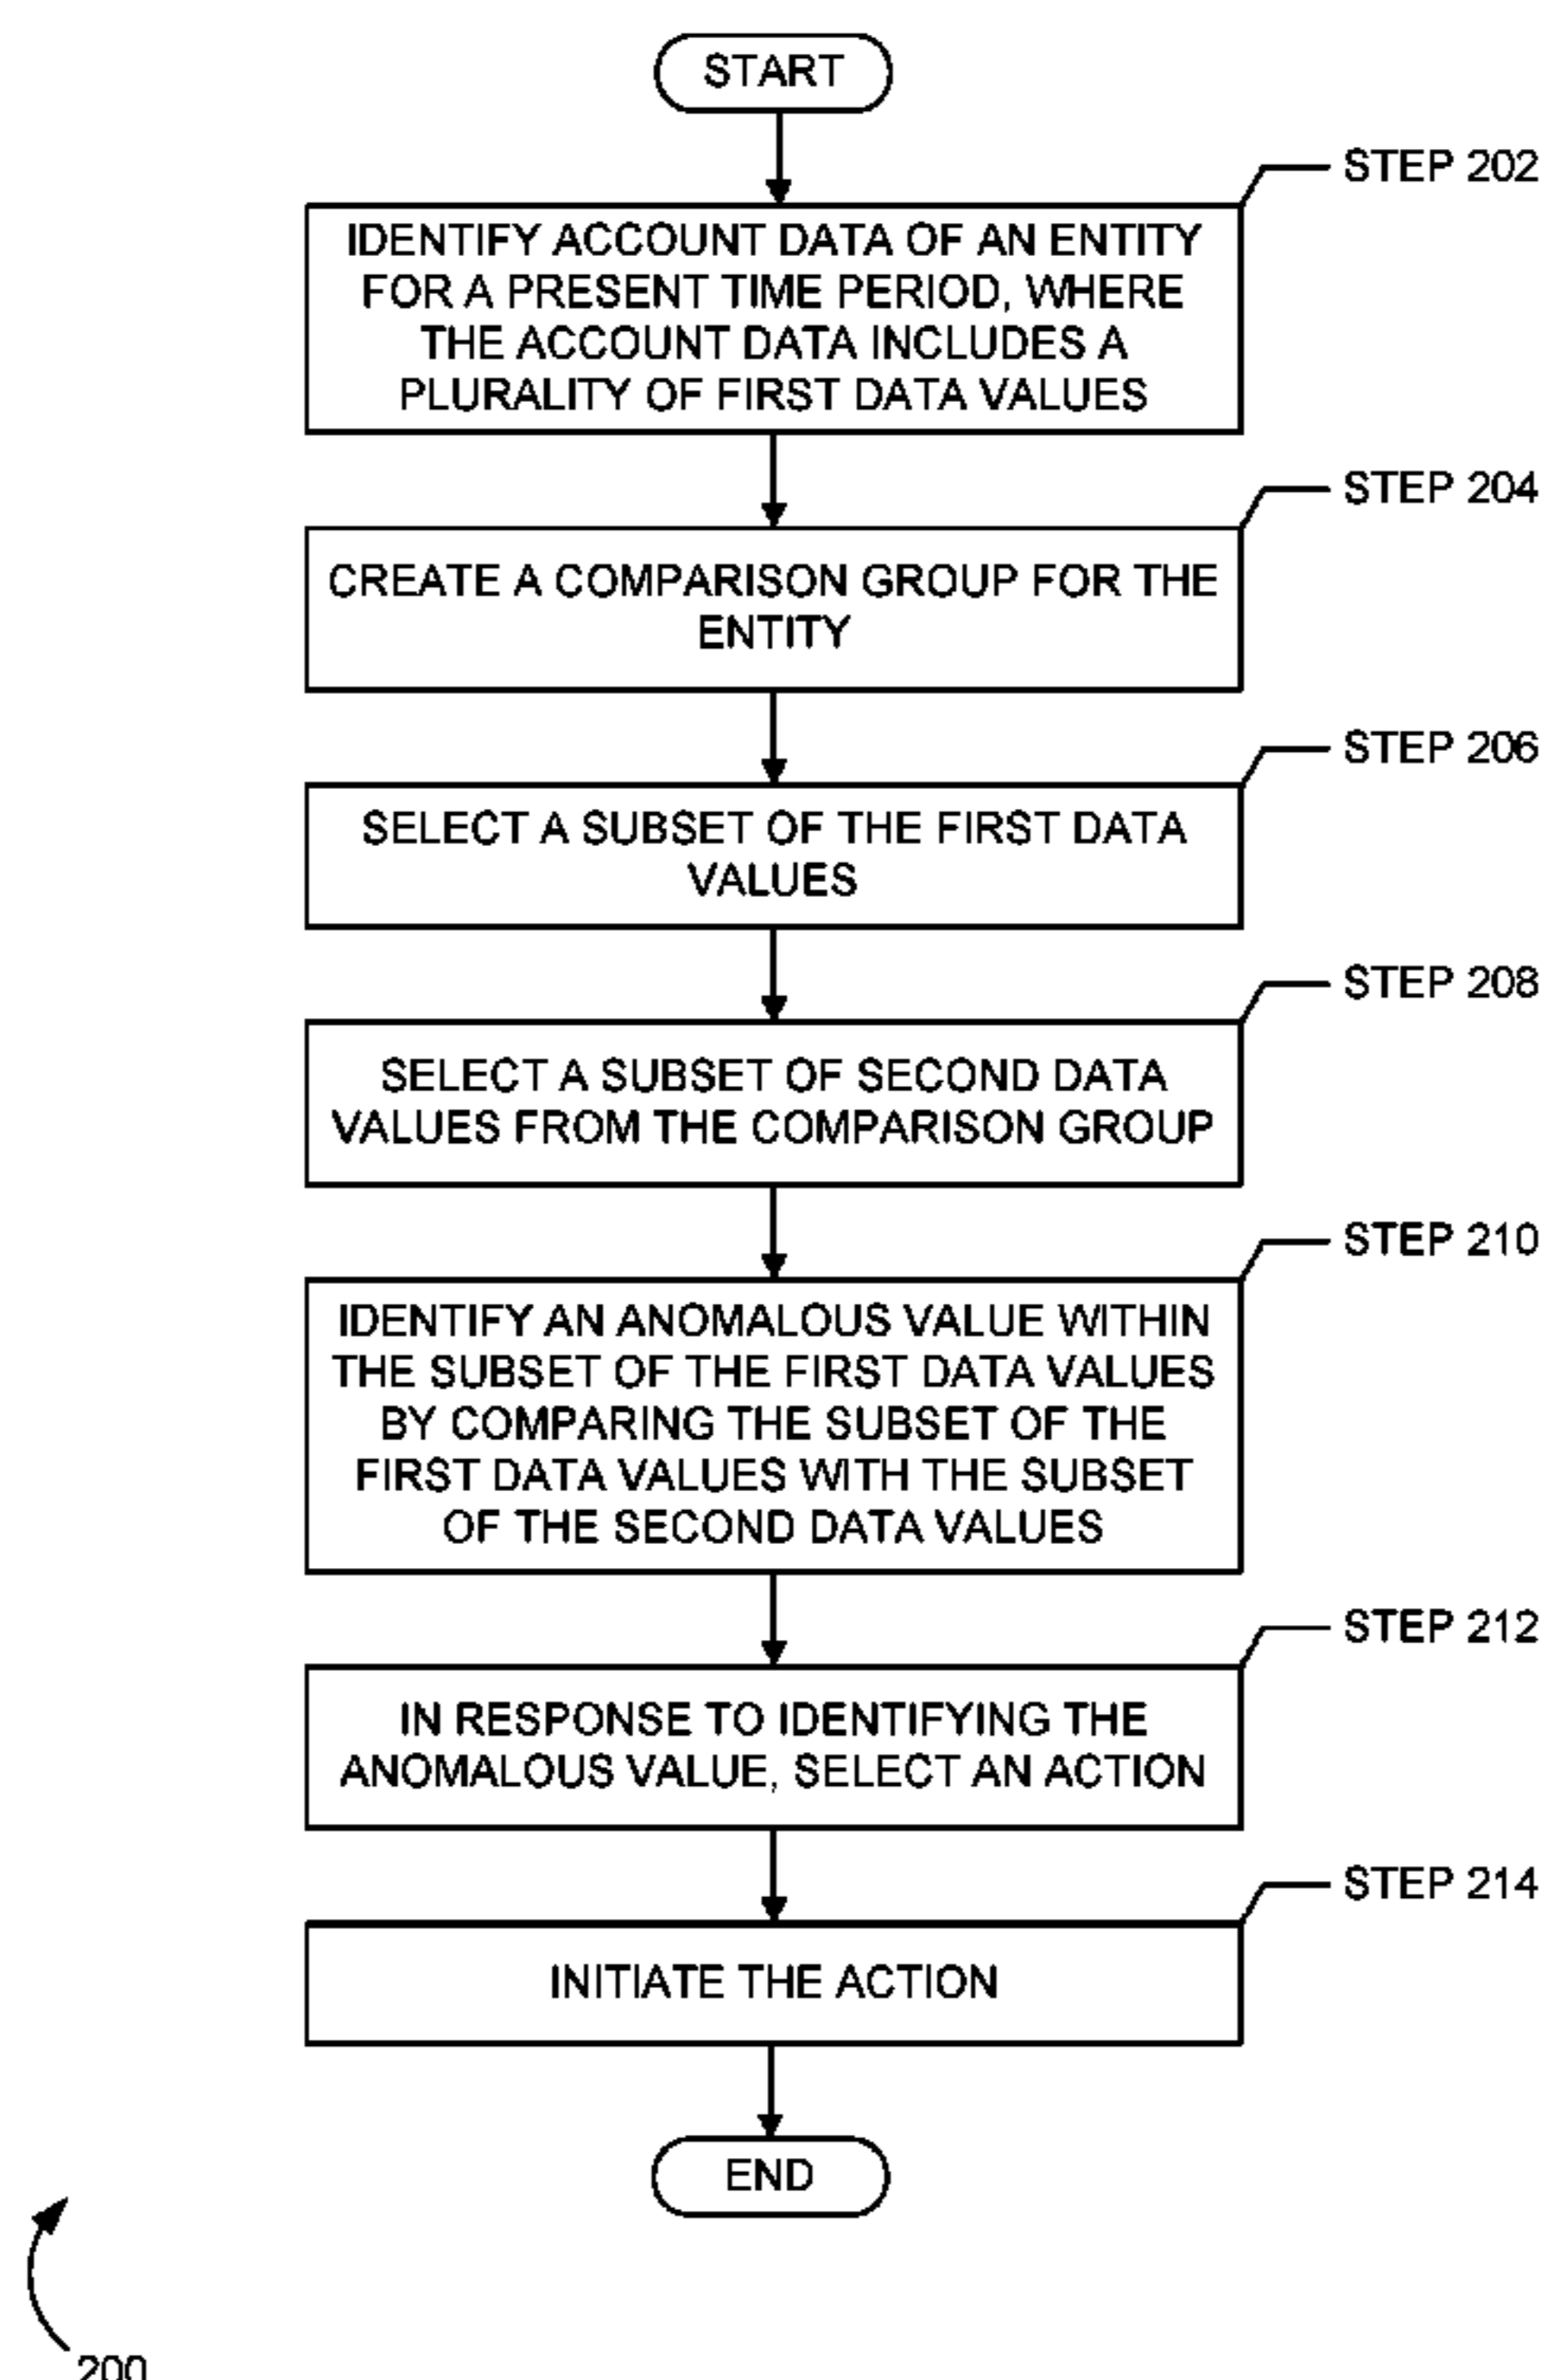 START
STEP 202
IDENTIFY ACCOUNT DATA OF AN ENTITY
FOR A PRESENT TIME PERIOD, WHERE
THE ACCOUNT DATA INCLUDES A
PLURALITY OF FIRST DATA VALUES
STEP 204
CREATE A COMPARISON GROUP FOR THE
ENTITY
STEP 206
SELECT A SUBSET OF THE FIRST DATA
VALUES
STEP 208
SELECT A SUBSET OF SECOND DATA
VALUES FROM THE COMPARISON GROUP
STEP 210
IDENTIFY AN ANOMALOUS VALUE WITHIN
THE SUBSET OF THE FIRST DATA VALUES
BY COMPARING THE SUBSET OF THE
FIRST DATA VALUES WITH THE SUBSET
OF THE SECOND DATA VALUES
STEP 212
IN RESPONSE TO IDENTIFYING THE
ANOMALOUS VALUE, SELECT AN ACTION
STEP 214
INITIATE THE ACTION
END
200